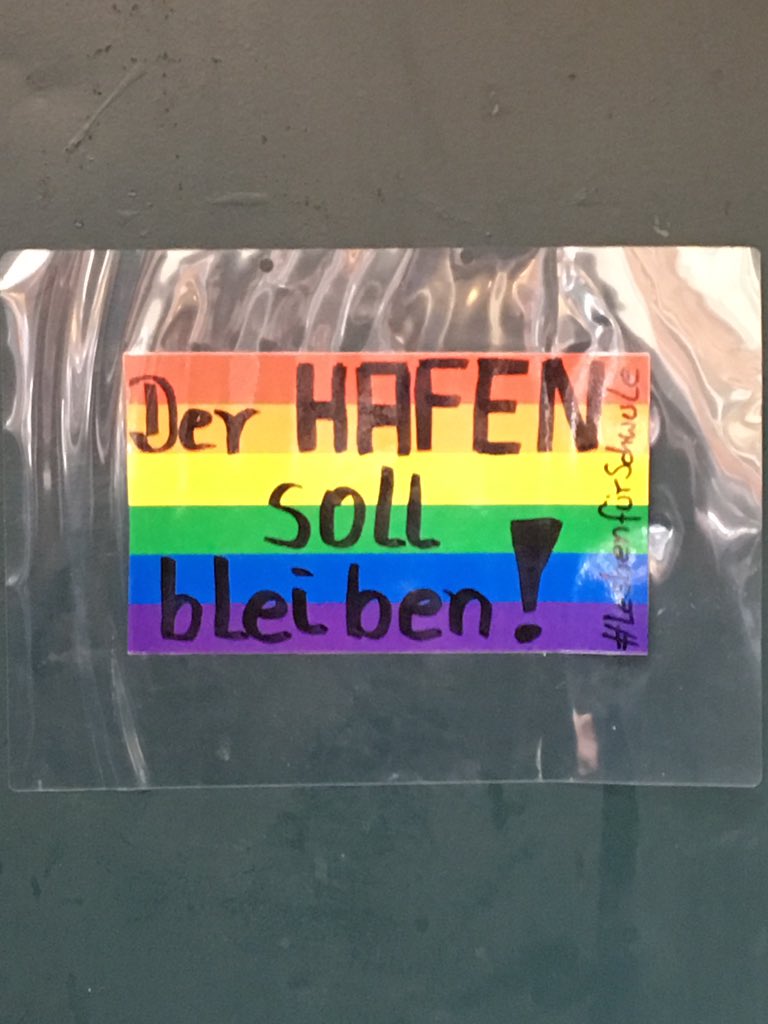 Der HAFEN
soll
bleiben!
#LesbenfürSchwule